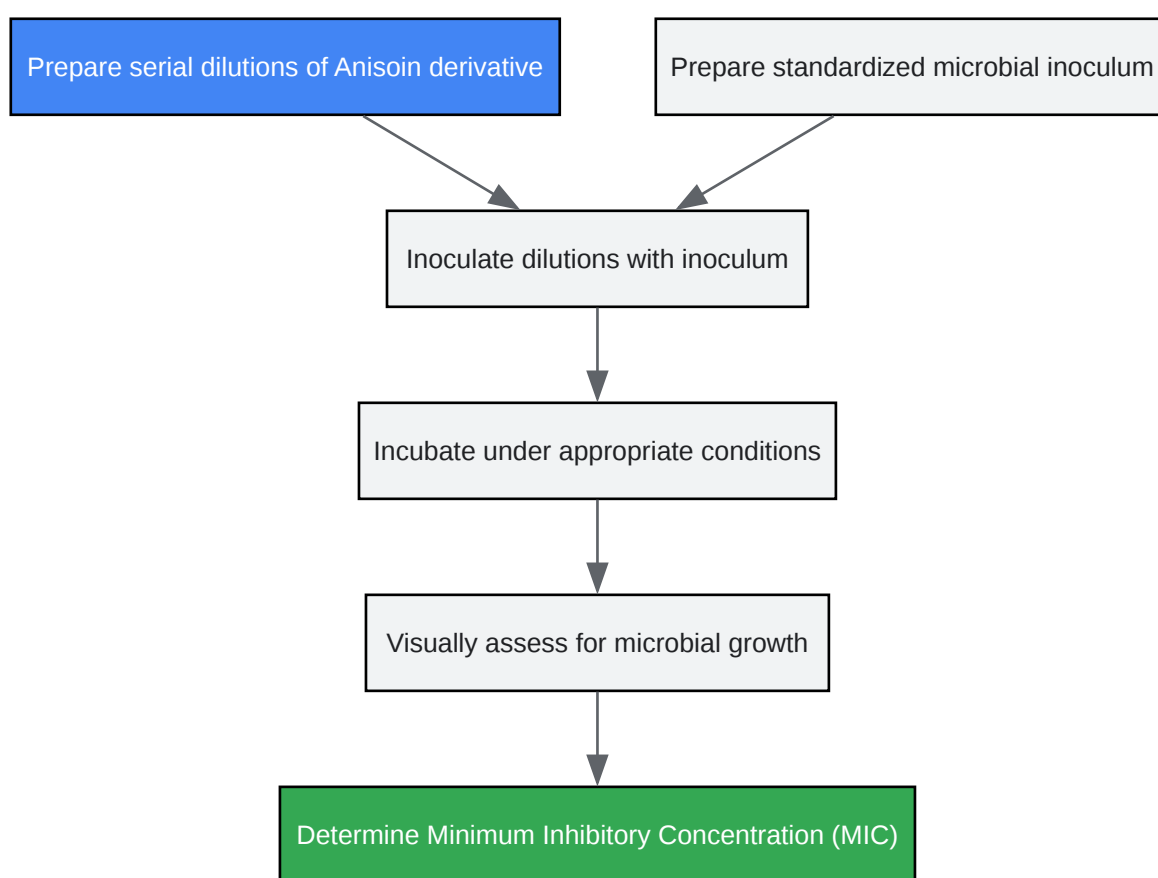 Prepare serial dilutions of Anisoin derivative
Prepare standardized microbial inoculum
Inoculate dilutions with inoculum
Incubate under appropriate conditions
Visually assess for microbial growth
Determine Minimum Inhibitory Concentration (MIC)